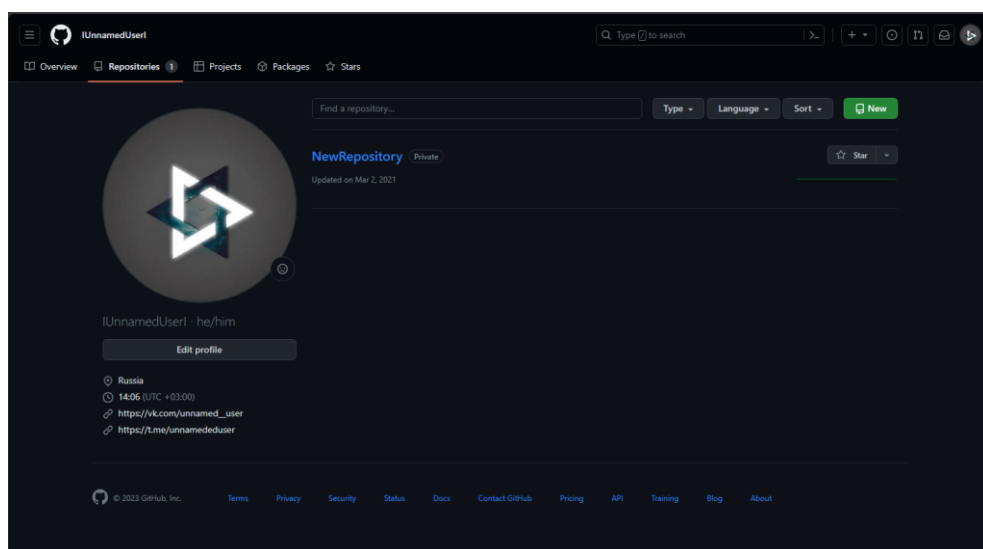 IUnnamedUserI
Type / to search
Overview Repositories 1 Projects Packages Stars
Find a repository... Type Language Sort New
NewRepository Private Star
Updated on Mar 2, 2021
IUnnamedUserI · he/him
Edit profile
Russia
14:06 (UTC +03:00)
https://vk.com/unnamed__user
https://t.me/unnamededuser
© 2023 GitHub, Inc. Terms Privacy Security Status Docs Contact GitHub Pricing API Training Blog About